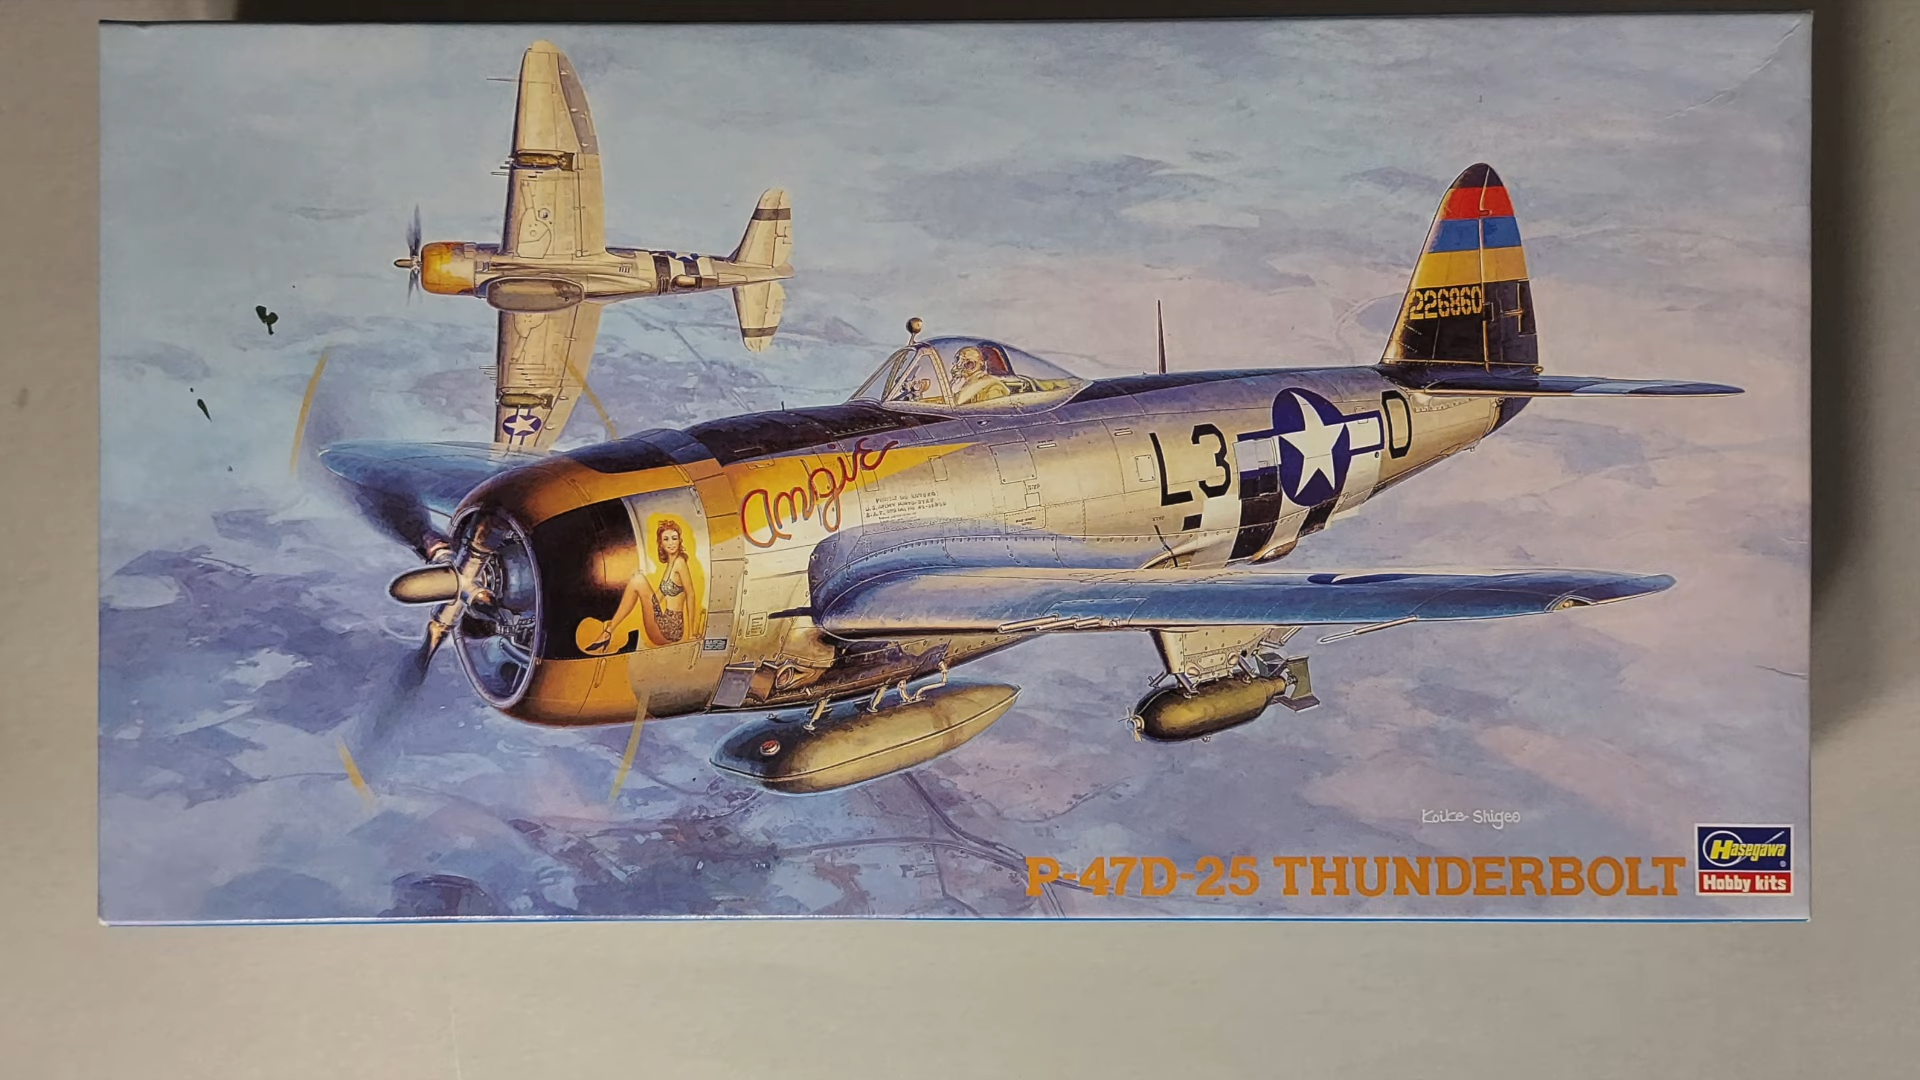 226860
Angie
L3
O
Koike Shigeo
P-47D-25 THUNDERBOLT
Hasegawa
Hobby kits